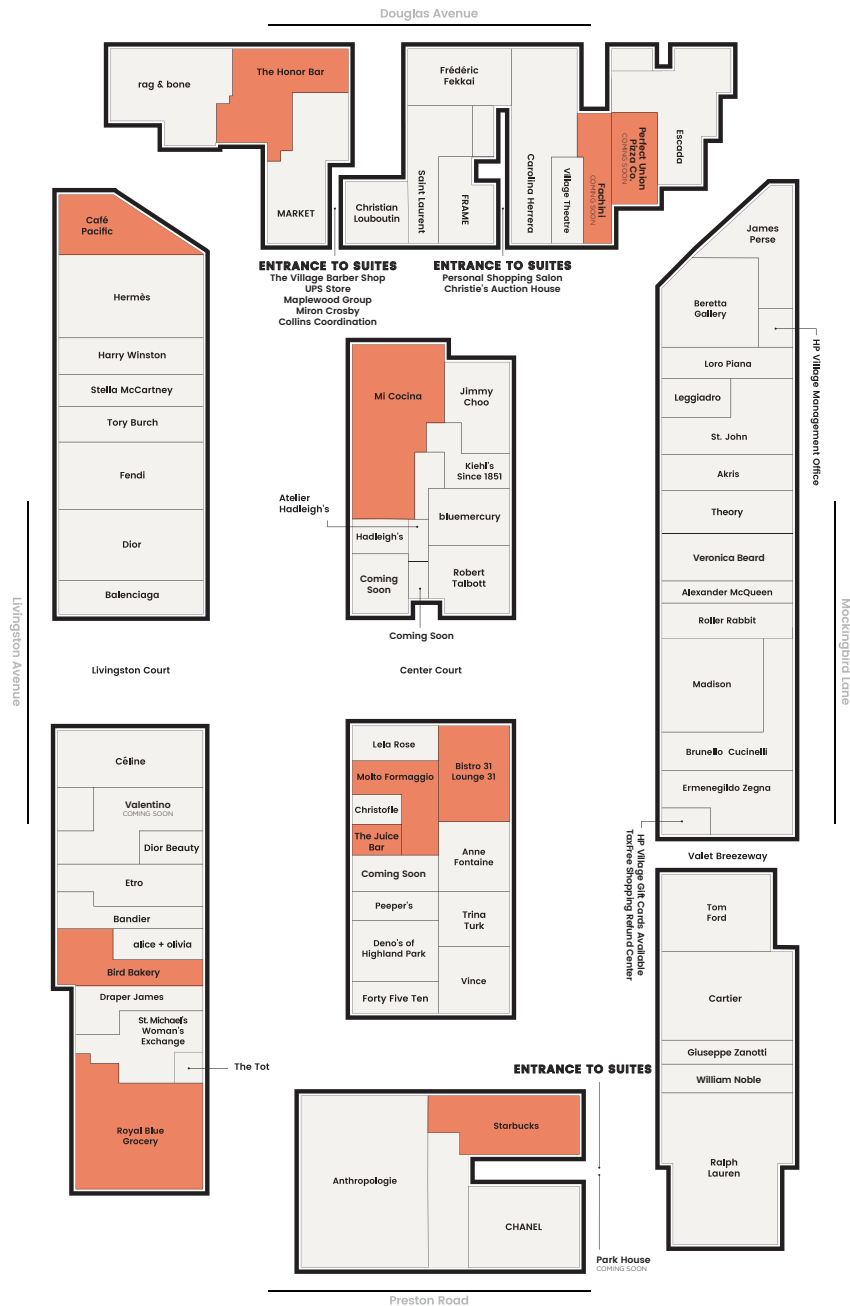 Douglas Avenue
rag & bone
The Honor Bar
MARKET
Frédéric
Fekkai
Christian
Louboutin
Saint Laurent
FRAME
Carolina Herrera
Village Theatre
Fachini
COMING SOON
Perfect Union
Pizza Co.
COMING SOON
Escada
ENTRANCE TO SUITES
The Village Barber Shop
UPS Store
Maplewood Group
Miron Crosby
Collins Coordination
ENTRANCE TO SUITES
Personal Shopping Salon
Christie's Auction House
Café
Pacific
Hermès
Harry Winston
Stella McCartney
Tory Burch
Fendi
Dior
Balenciaga
Mi Cocina
Jimmy
Choo
Kiehl's
Since 1851
Atelier
Hadleigh's
bluemercury
Hadleigh's
Coming
Soon
Robert
Talbott
Coming Soon
James
Perse
Beretta
Gallery
HP Village Management Office
Loro Piana
Leggiadro
St. John
Akris
Theory
Veronica Beard
Alexander McQueen
Roller Rabbit
Madison
Brunello Cucinelli
Ermenegildo Zegna
HP Village Gift Cards Available
TaxFree Shopping Refund Center
Livingston Avenue
Mockingbird Lane
Livingston Court
Center Court
Valet Breezeway
Céline
Valentino
COMING SOON
Dior Beauty
Etro
Bandier
alice + olivia
Bird Bakery
Draper James
St. Michael's
Woman's
Exchange
The Tot
Royal Blue
Grocery
Lela Rose
Bistro 31
Lounge 31
Molto Formaggio
Christofle
The Juice
Bar
Anne
Fontaine
Coming Soon
Peeper's
Trina
Turk
Deno's of
Highland Park
Vince
Forty Five Ten
Tom
Ford
Cartier
Giuseppe Zanotti
William Noble
Ralph
Lauren
ENTRANCE TO SUITES
Starbucks
Anthropologie
CHANEL
Park House
COMING SOON
Preston Road